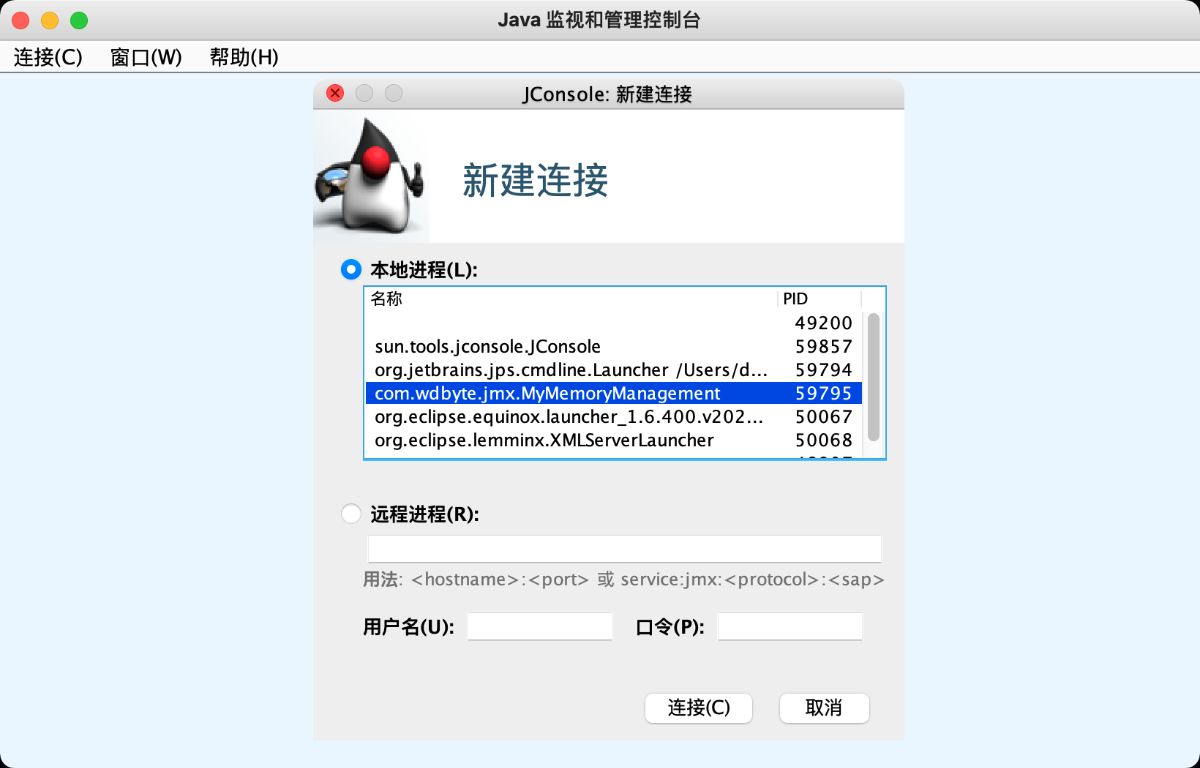 Java 监视和管理控制台
连接(C) 窗口(W) 帮助(H)
JConsole: 新建连接
新建连接
本地进程(L):
名称 PID
49200
sun.tools.jconsole.JConsole 59857
org.jetbrains.jps.cmdline.Launcher /Users/d... 59794
com.wdbyte.jmx.MyMemoryManagement 59795
org.eclipse.equinox.launcher_1.6.400.v202... 50067
org.eclipse.lemminx.XMLServerLauncher 50068
远程进程(R):
用法: <hostname>:<port> 或 service:jmx:<protocol>:<sap>
用户名(U): 口令(P):
连接(C) 取消